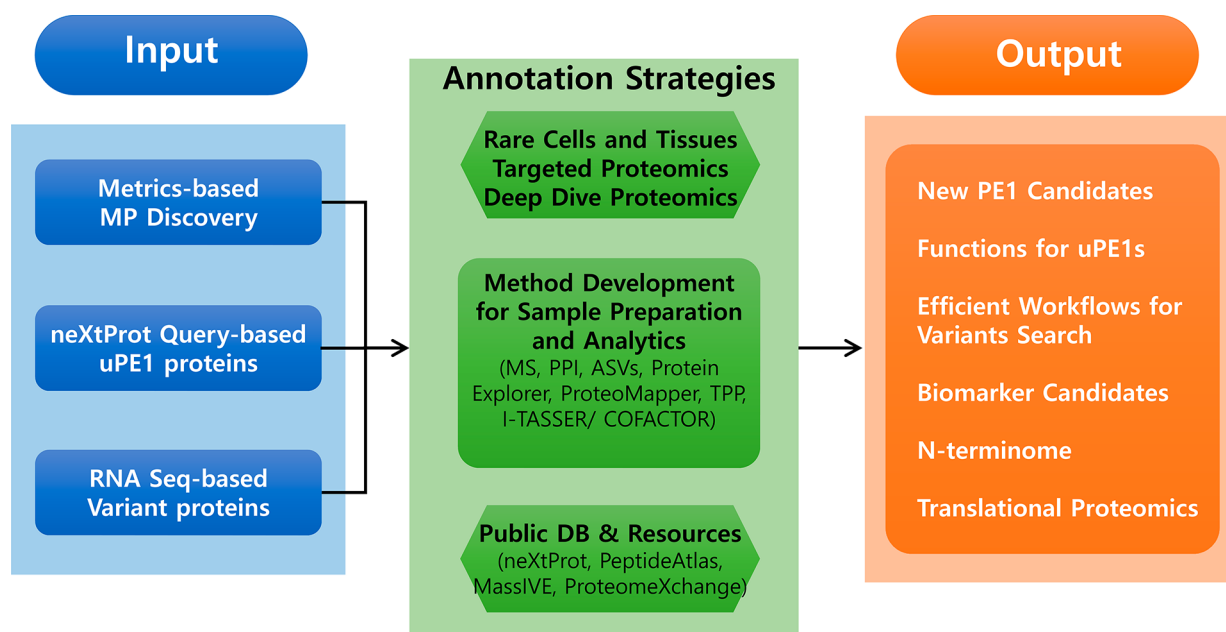 Input
Metrics-based
MP Discovery
neXtProt Query-based
uPE1 proteins
RNA Seq-based
Variant proteins
Annotation Strategies
Rare Cells and Tissues
Targeted Proteomics
Deep Dive Proteomics
Method Development
for Sample Preparation
and Analytics
(MS, PPI, ASVs, Protein
Explorer, ProteoMapper, TPP,
I-TASSER/ COFACTOR)
Public DB & Resources
(neXtProt, PeptideAtlas,
MassIVE, ProteomeXchange)
Output
New PE1 Candidates
Functions for uPE1s
Efficient Workflows for
Variants Search
Biomarker Candidates
N-terminome
Translational Proteomics